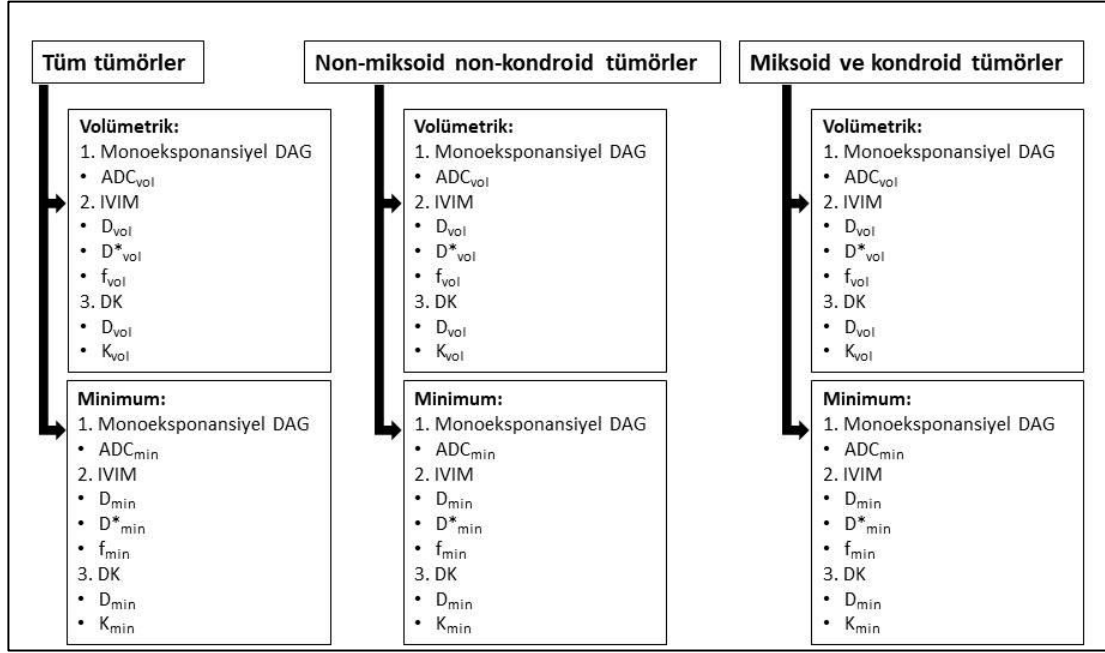 Tüm tümörler
Volümetrik:
1. Monoeksponansiyel DAG
• ADCvol
2. IVIM
• Dvol
• D*vol
• fvol
3. DK
• Dvol
• Kvol
Minimum:
1. Monoeksponansiyel DAG
• ADCmin
2. IVIM
• Dmin
• D*min
• fmin
3. DK
• Dmin
• Kmin
Non-miksoid non-kondroid tümörler
Volümetrik:
1. Monoeksponansiyel DAG
• ADCvol
2. IVIM
• Dvol
• D*vol
• fvol
3. DK
• Dvol
• Kvol
Minimum:
1. Monoeksponansiyel DAG
• ADCmin
2. IVIM
• Dmin
• D*min
• fmin
3. DK
• Dmin
• Kmin
Miksoid ve kondroid tümörler
Volümetrik:
1. Monoeksponansiyel DAG
• ADCvol
2. IVIM
• Dvol
• D*vol
• fvol
3. DK
• Dvol
• Kvol
Minimum:
1. Monoeksponansiyel DAG
• ADCmin
2. IVIM
• Dmin
• D*min
• fmin
3. DK
• Dmin
• Kmin